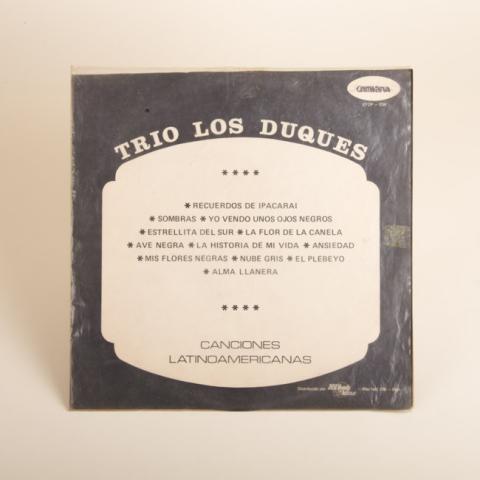 TRIO LOS DUQUES
* * * *
* RECUERDOS DE IPACARAI
* SOMBRAS * YO VENDO UNOS OJOS NEGROS
* ESTRELLITA DEL SUR * LA FLOR DE LA CANELA
* AVE NEGRA * LA HISTORIA DE MI VIDA * ANSIEDAD
* MIS FLORES NEGRAS * NUBE GRIS * EL PLEBEYO
* ALMA LLANERA
* * * *
CANCIONES
LATINOAMERICANAS
Distribuido por